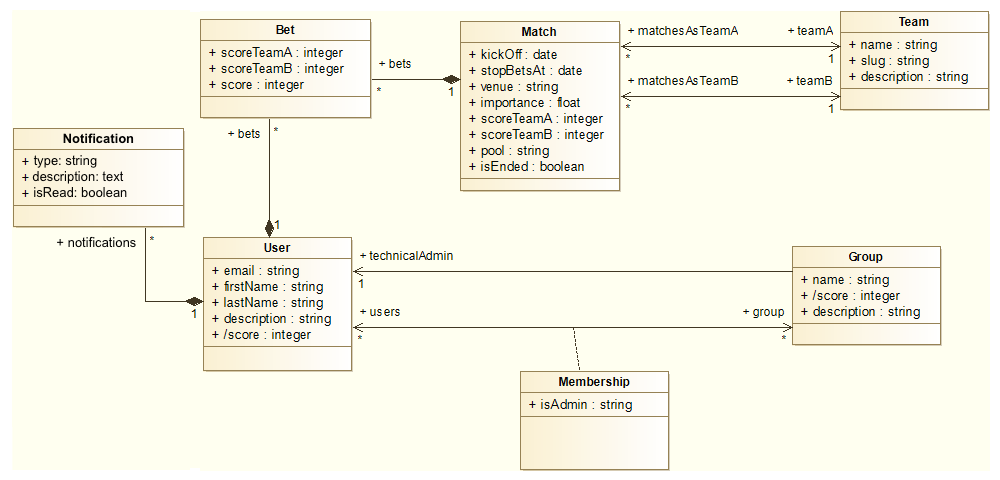 Bet
+ scoreTeamA : integer
+ scoreTeamB : integer
+ score : integer
+ bets
*
1
Match
+ kickOff : date
+ stopBetsAt : date
+ venue : string
+ importance : float
+ scoreTeamA : integer
+ scoreTeamB : integer
+ pool : string
+ isEnded : boolean
+ matchesAsTeamA
*
+ teamA
1
+ matchesAsTeamB
*
+ teamB
1
Team
+ name : string
+ slug : string
+ description : string
Notification
+ type: string
+ description: text
+ isRead: boolean
+ notifications
*
1
+ bets
*
1
User
+ email : string
+ firstName : string
+ lastName : string
+ description : string
+ /score : integer
+ technicalAdmin
1
+ users
*
+ group
*
Group
+ name : string
+ /score : integer
+ description : string
Membership
+ isAdmin : string